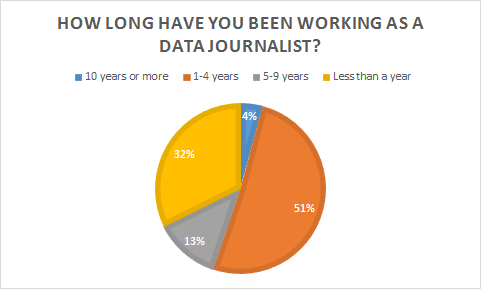 HOW LONG HAVE YOU BEEN WORKING AS A
DATA JOURNALIST?
10 years or more 1-4 years 5-9 years Less than a year
4%
32%
51%
13%